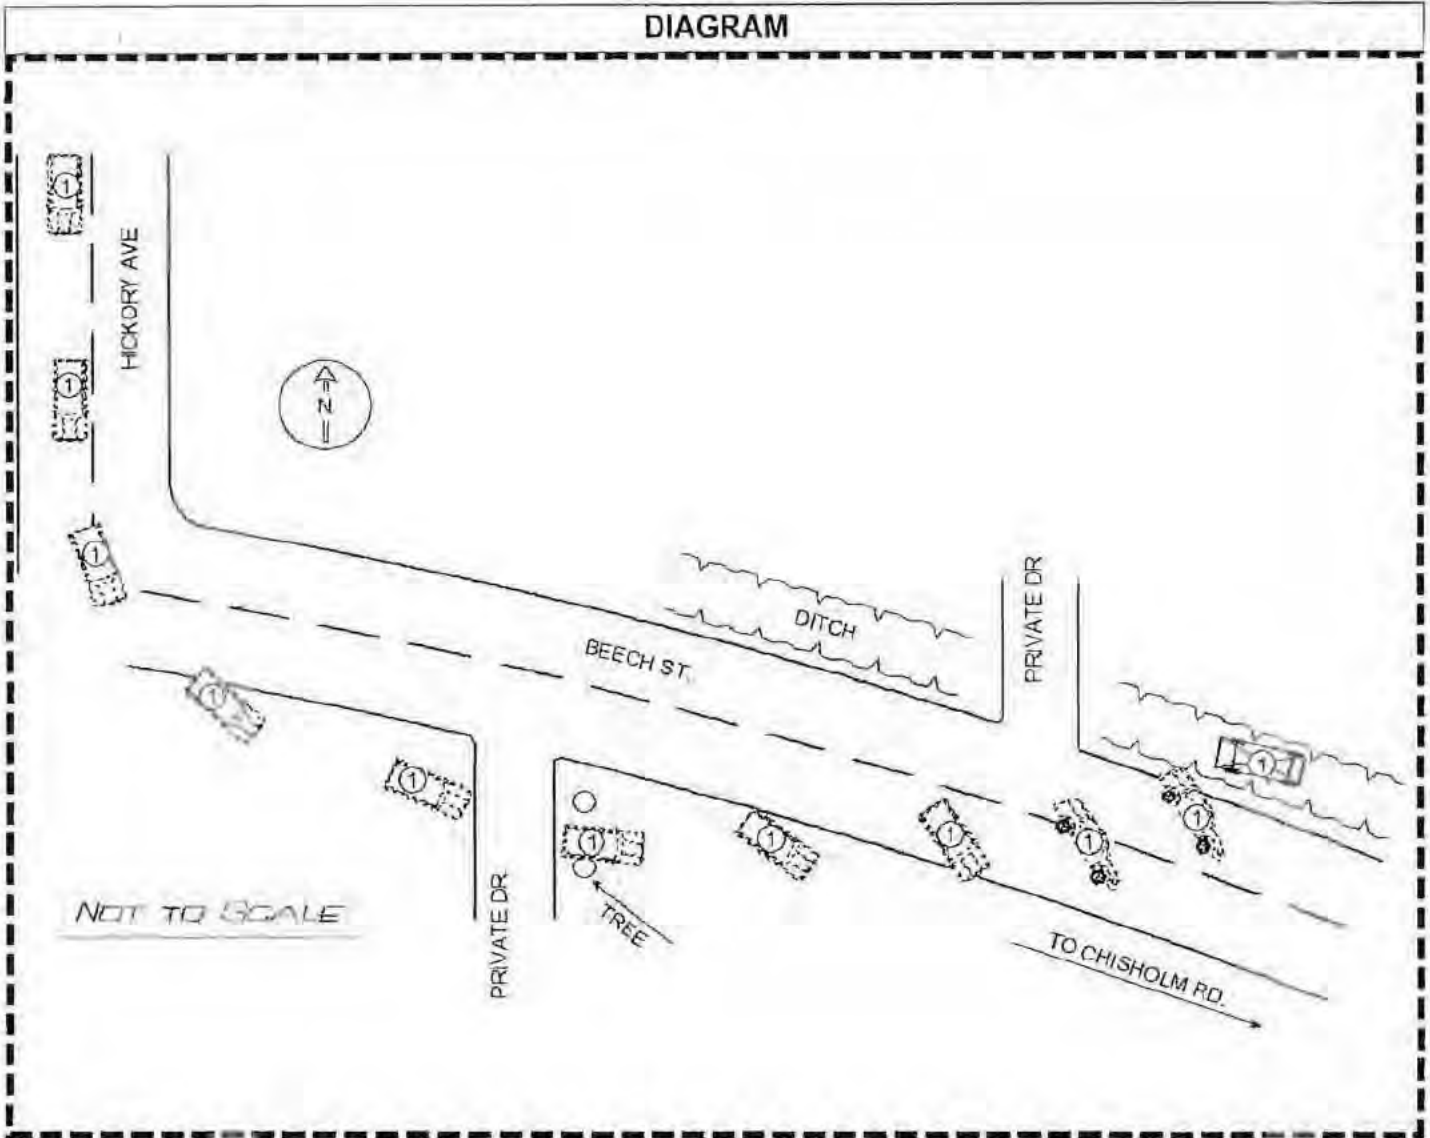 DIAGRAM
1
HICKORY AVE
1
N
1
DITCH
PRIVATE DR
BEECH ST.
1
1
1
1
1
1
1
1
NOT TO SCALE
PRIVATE DR.
TREE
TO CHISHOLM RD.